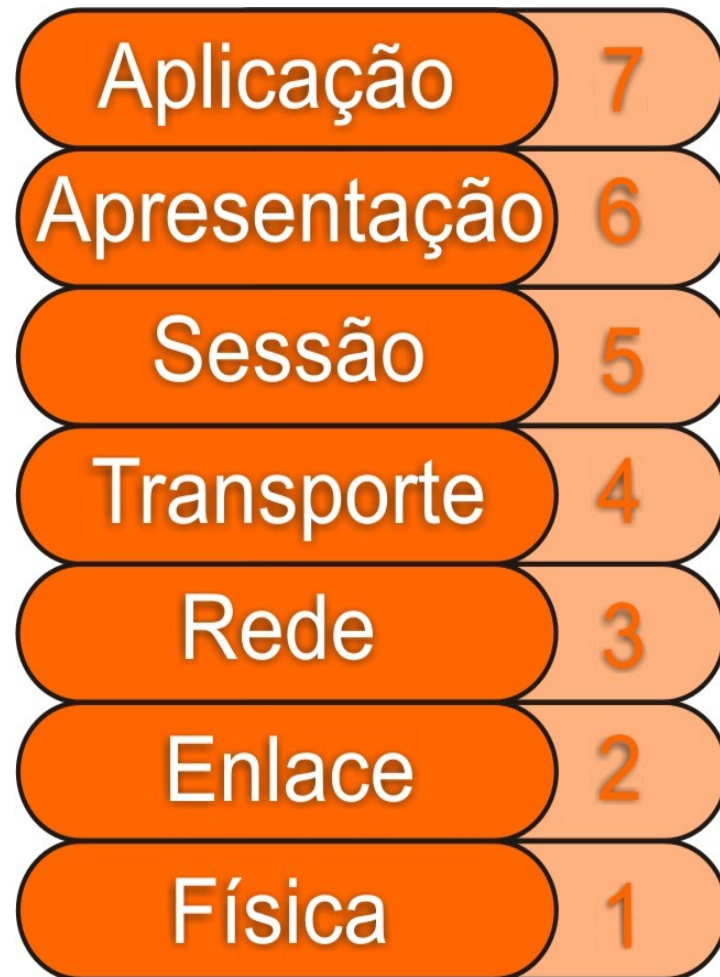 Aplicação 7
Apresentação 6
Sessão 5
Transporte 4
Rede 3
Enlace 2
Física 1